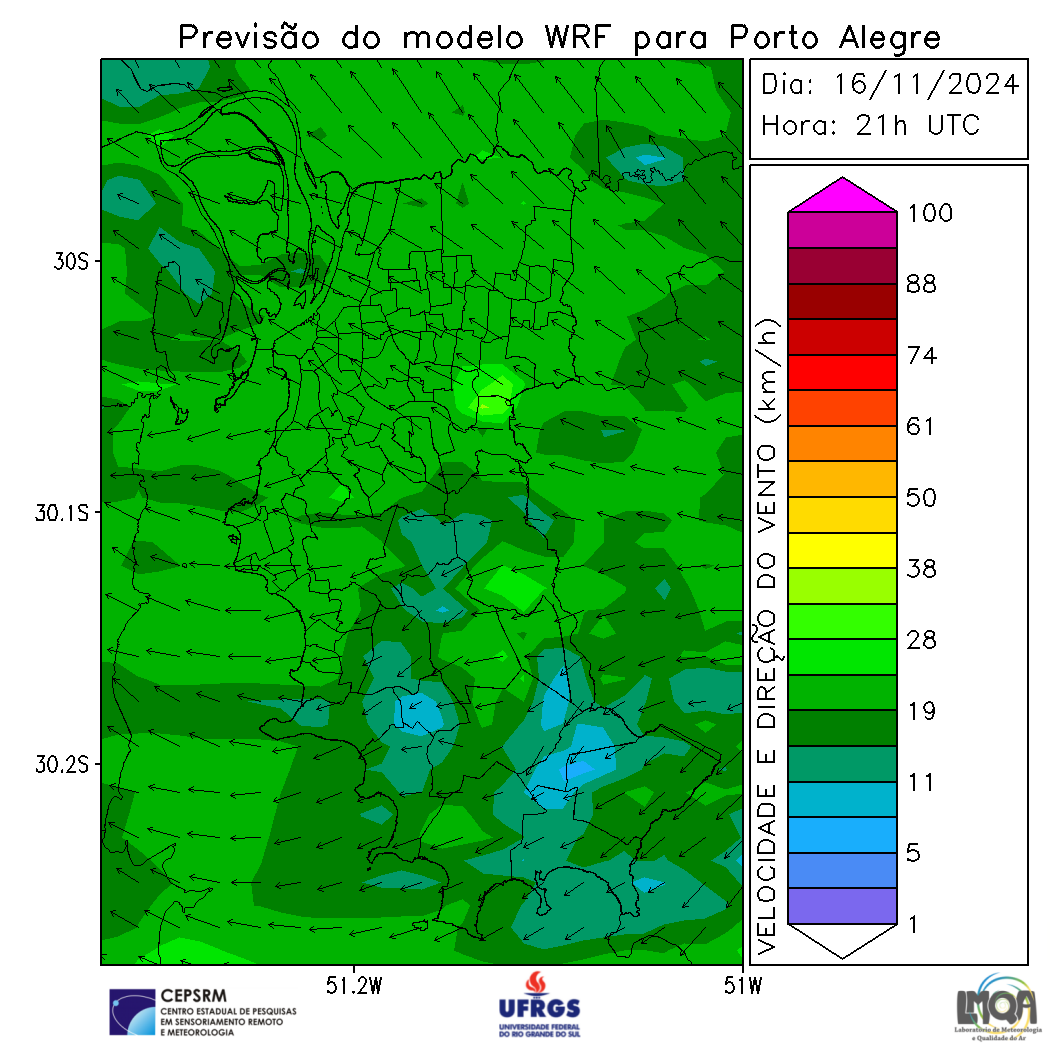 Previsão do modelo WRF para Porto Alegre
Dia: 16/11/2024
Hora: 21h UTC
30S
30.1S
30.2S
51.2W
51W
VELOCIDADE E DIREÇÃO DO VENTO (km/h)
100
88
74
61
50
38
28
19
11
5
1
CEPSRM
CENTRO ESTADUAL DE PESQUISAS
EM SENSORIAMENTO REMOTO
E METEOROLOGIA
UFRGS
UNIVERSIDADE FEDERAL
DO RIO GRANDE DO SUL
LMQA
Laboratório de Meteorologia
e Qualidade do Ar